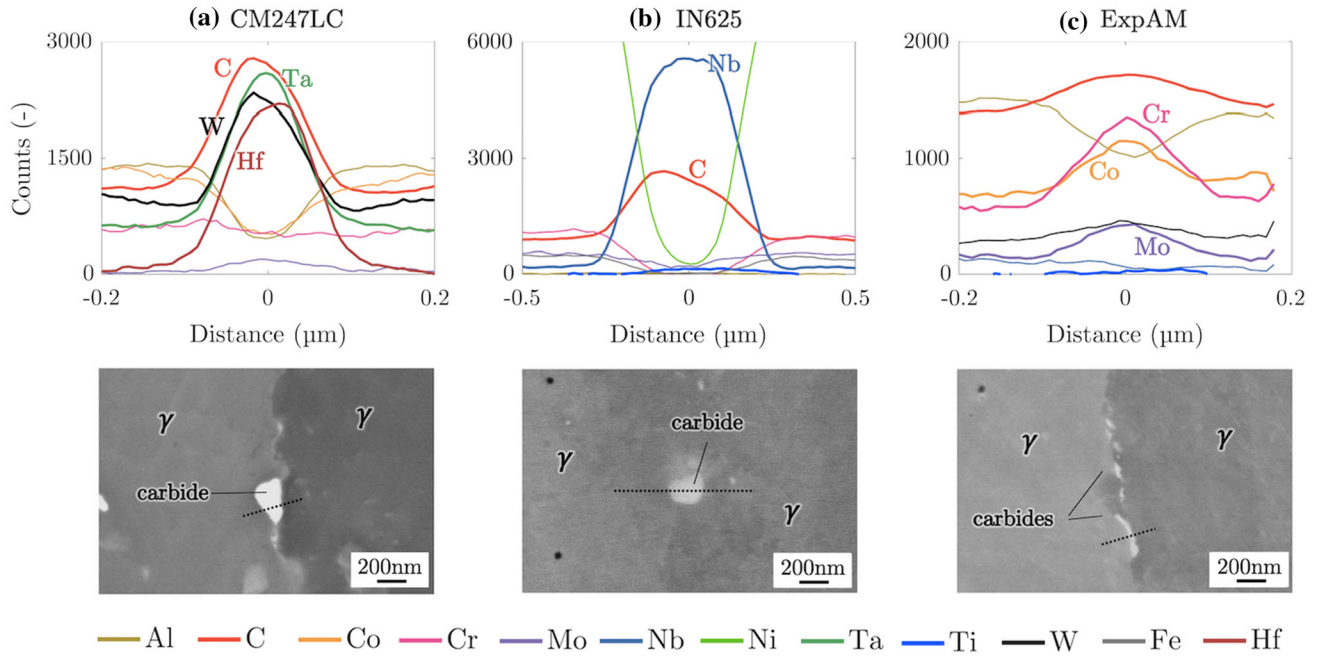 (a) CM247LC
(b) IN625
(c) ExpAM
Counts (-)
3000
1500
0
-0.2
0
0.2
Distance (µm)
C
Ta
W
Hf
6000
3000
0
-0.5
0
0.5
Distance (µm)
Nb
C
2000
1000
0
-0.2
0
0.2
Distance (µm)
Cr
Co
Mo
γ
γ
carbide
200nm
carbide
γ
γ
200nm
γ
γ
carbides
200nm
Al C Co Cr Mo Nb Ni Ta Ti W Fe Hf